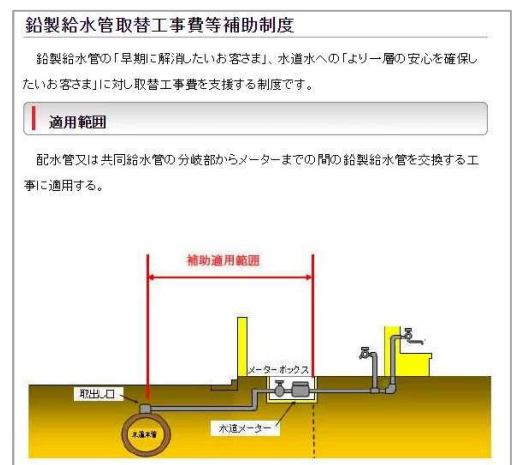 鉛製給水管取替工事費等補助制度
鉛製給水管の「早期に解消したいお客さま」、水道水への「より一層の安心を確保し
たいお客さま」に対し取替工事費を支援する制度です。
適用範囲
配水管又は共同給水管の分岐部からメーターまでの間の鉛製給水管を交換する工
事に適用する。
補助適用範囲
メーターボックス
取出し口
水道メーター
水道本管